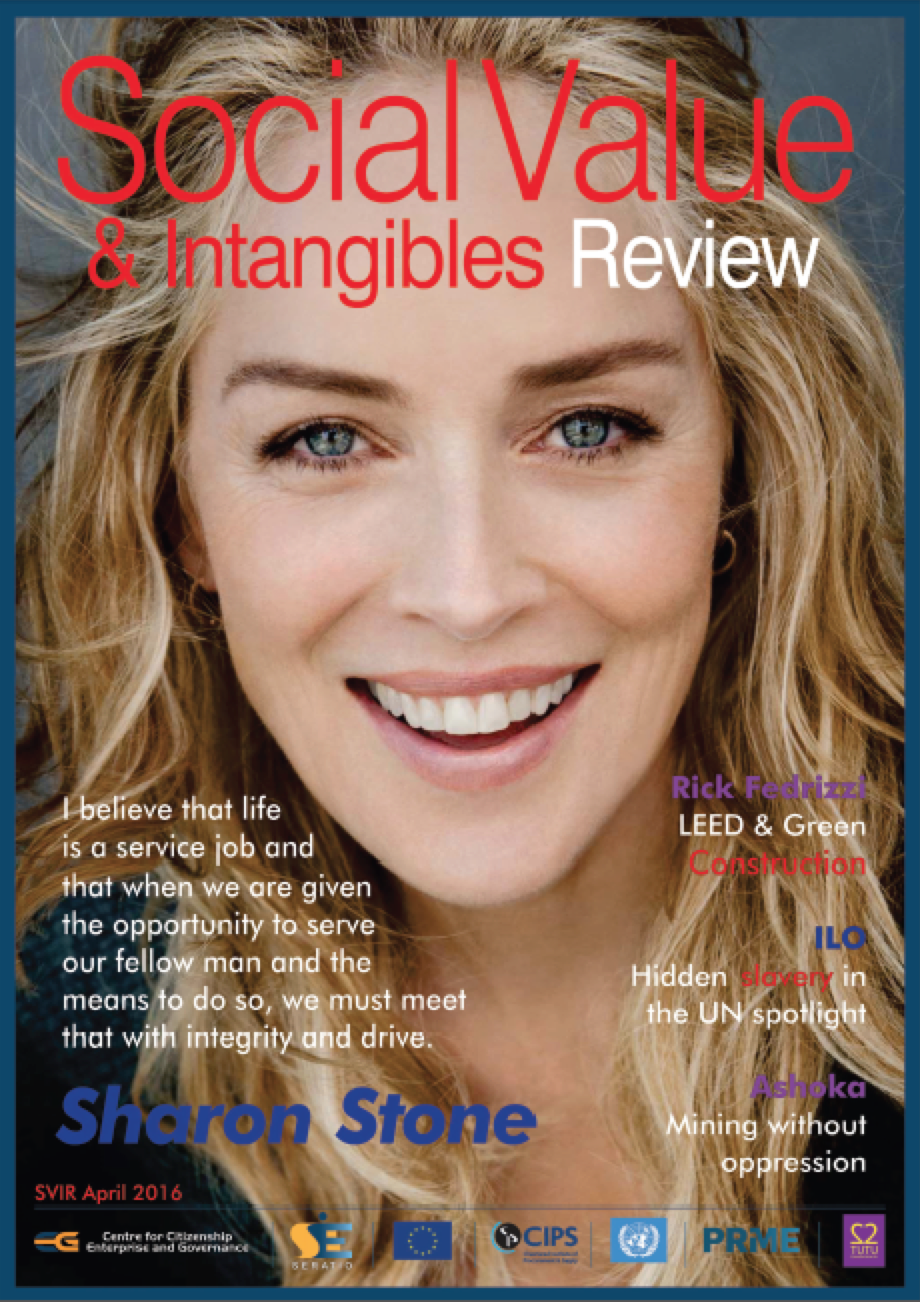 Social Value
& Intangibles Review
I believe that life
is a service job and
that when we are given
the opportunity to serve
our fellow man and the
means to do so, we must meet
that with integrity and drive.
Sharon Stone
Rick Fedrizzi
LEED & Green
Construction
ILO
Hidden slavery in
the UN spotlight
Ashoka
Mining without
oppression
SVIR April 2016
Centre for Citizenship
Enterprise and Governance
SERATIO
CIPS
PRME
TUTU